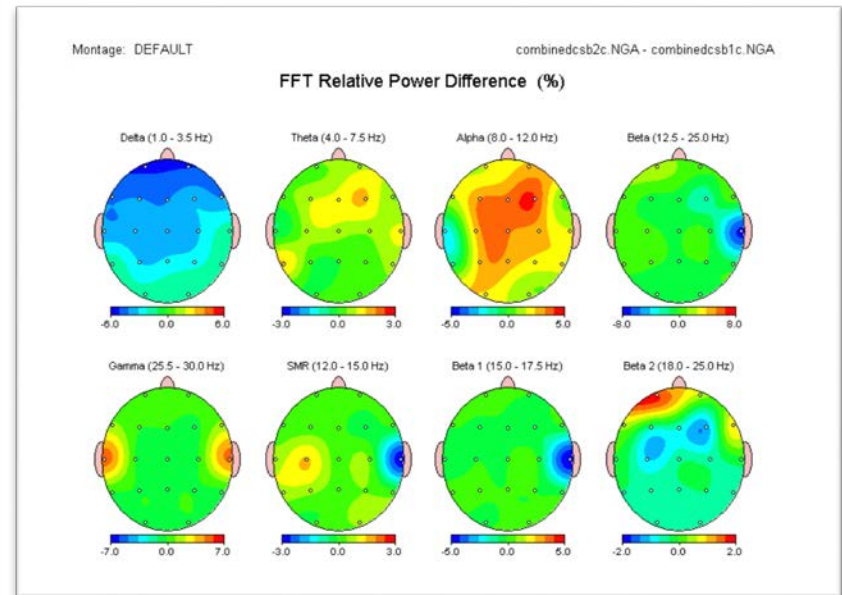 Montage: DEFAULT combinedcsb2c.NGA - combinedcsb1c.NGA
FFT Relative Power Difference (%)
Delta (1.0 - 3.5 Hz) Theta (4.0 - 7.5 Hz) Alpha (8.0 - 12.0 Hz) Beta (12.5 - 25.0 Hz)
-6.0 0.0 6.0 -3.0 0.0 3.0 -5.0 0.0 5.0 -8.0 0.0 8.0
Gamma (25.5 - 30.0 Hz) SMR (12.0 - 15.0 Hz) Beta 1 (15.0 - 17.5 Hz) Beta 2 (18.0 - 25.0 Hz)
-7.0 0.0 7.0 -3.0 0.0 3.0 -5.0 0.0 5.0 -2.0 0.0 2.0